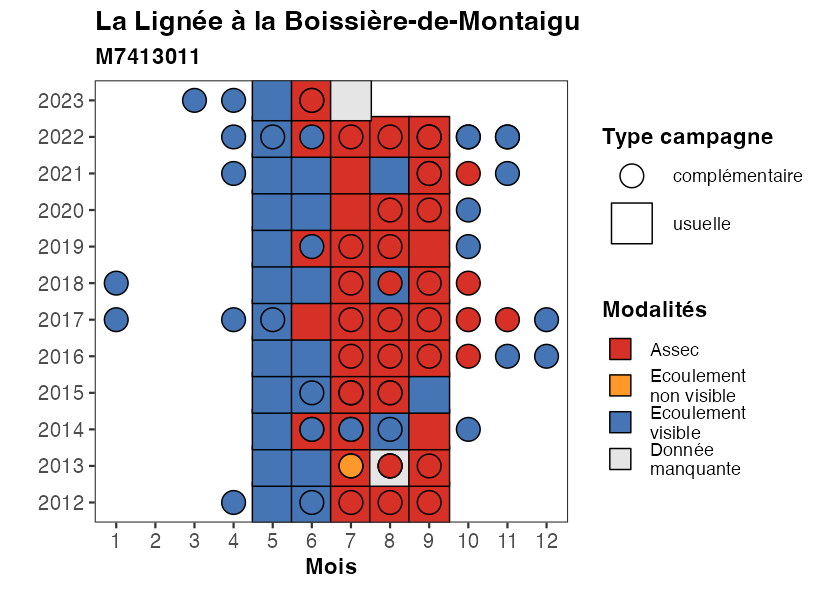 La Lignée à la Boissière-de-Montaigu
M7413011
2023
2022
2021
2020
2019
2018
2017
2016
2015
2014
2013
2012
1 2 3 4 5 6 7 8 9 10 11 12
Mois
Type campagne
complémentaire
usuelle
Modalités
Assec
Ecoulement
non visible
Ecoulement
visible
Donnée
manquante